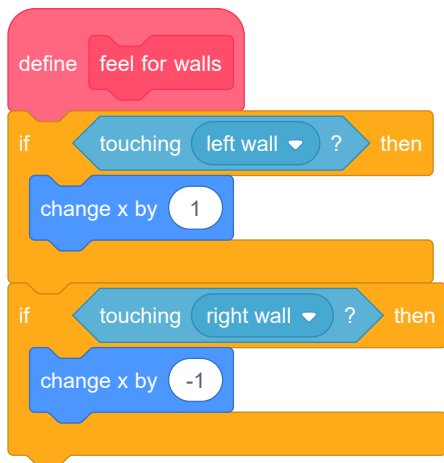 define feel for walls
if touching left wall ? then
change x by 1
if touching right wall ? then
change x by -1